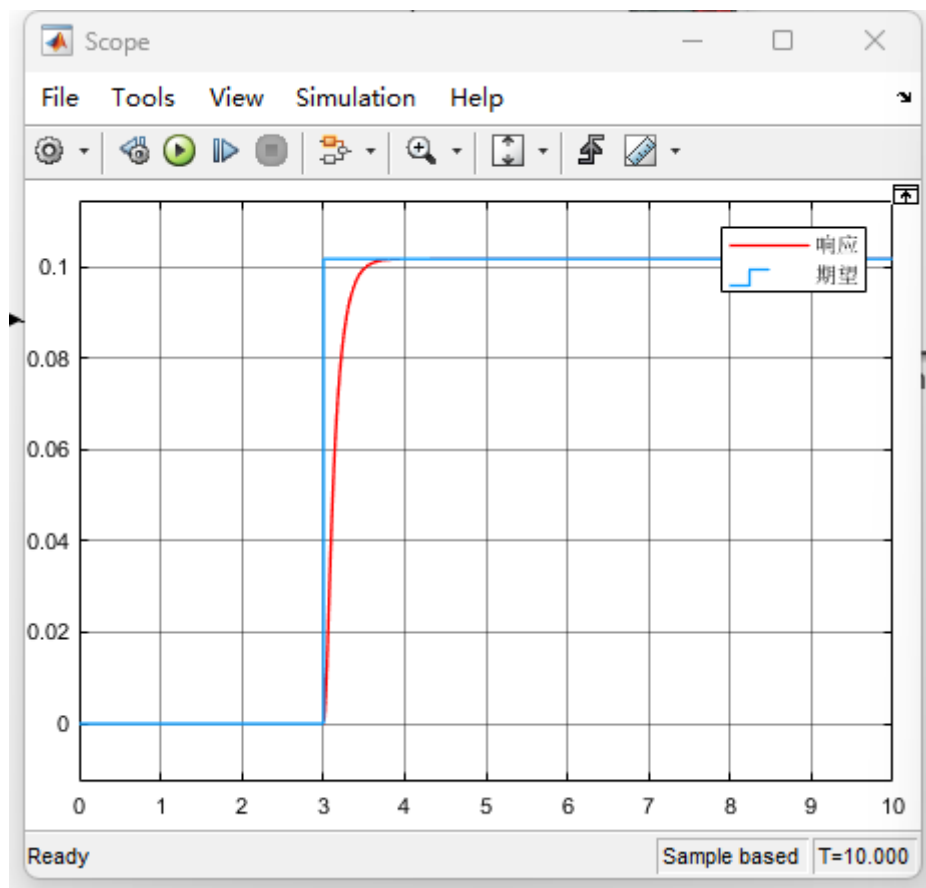 Scope
File Tools View Simulation Help
响应
期望
0.1
0.08
0.06
0.04
0.02
0
0 1 2 3 4 5 6 7 8 9 10
Ready Sample based T=10.000